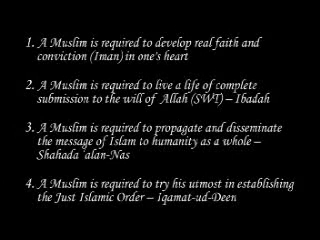 1. A Muslim is required to develop real faith and
conviction (Iman) in one's heart
2. A Muslim is required to live a life of complete
submission to the will of Allah (SWT) – Ibadah
3. A Muslim is required to propagate and disseminate
the message of Islam to humanity as a whole –
Shahada 'alan-Nas
4. A Muslim is required to try his utmost in establishing
the Just Islamic Order – Iqamat-ud-Deen